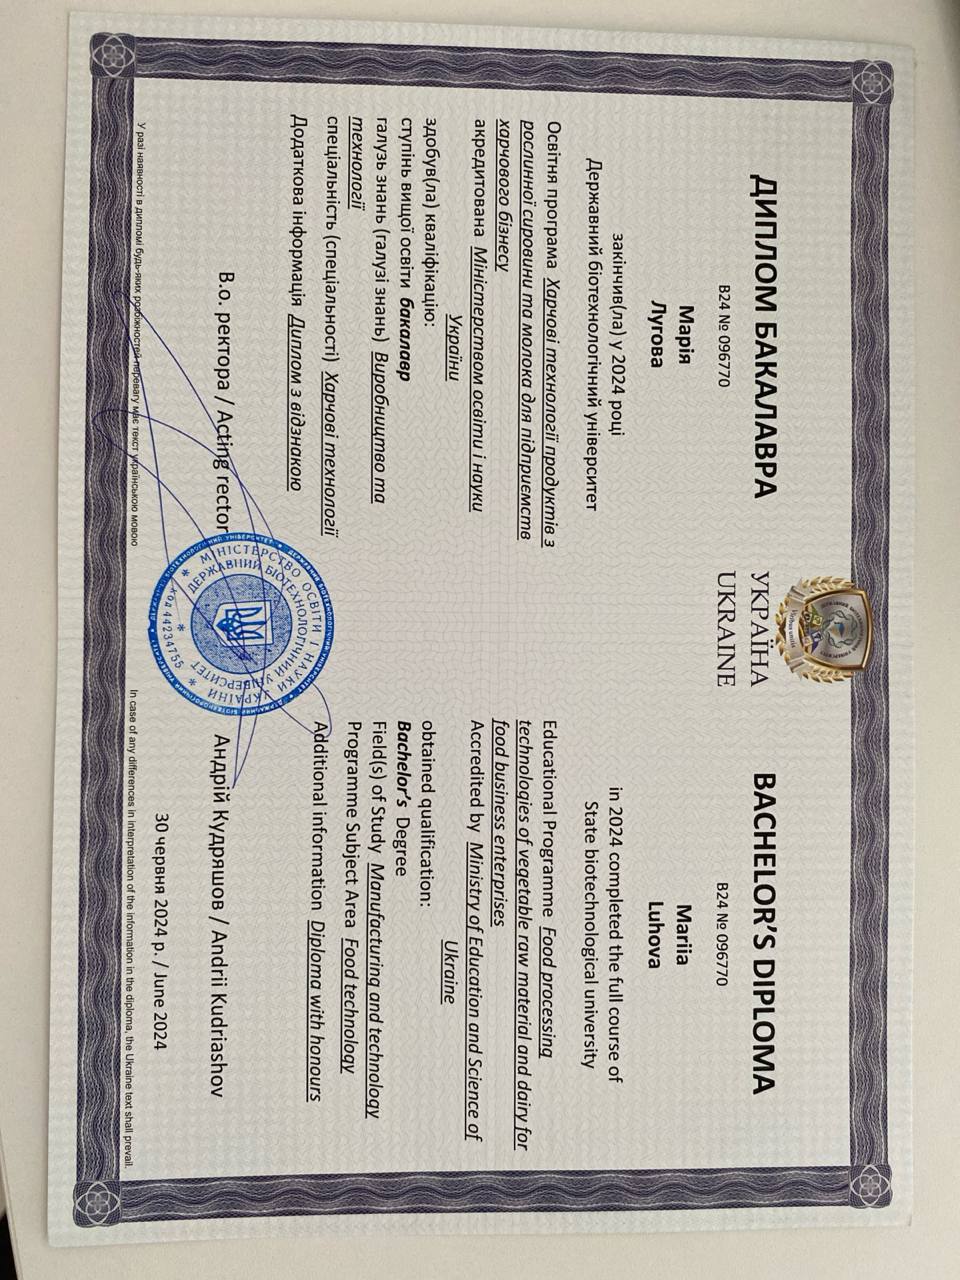 УКРАЇНА
UKRAINE
ДИПЛОМ БАКАЛАВРА
В24 № 096770
Марія
Лугова
закінчив(ла) у 2024 році
Державний біотехнологічний університет
Освітня програма Харчові технології продуктів з
рослинної сировини та молока для підприємств
харчового бізнесу
акредитована Міністерством освіти і науки
України
здобув(ла) кваліфікацію:
ступінь вищої освіти бакалавр
галузь знань (галузі знань) Виробництво та
технології
спеціальність (спеціальності) Харчові технології
Додаткова інформація Диплом з відзнакою
BACHELOR'S DIPLOMA
B24 № 096770
Mariia
Luhova
in 2024 completed the full course of
State biotechnological university
Educational Programme Food processing
technologies of vegetable raw material and dairy for
food business enterprises
Accredited by Ministry of Education and Science of
Ukraine
obtained qualification:
Bachelor's Degree
Field(s) of Study Manufacturing and technology
Programme Subject Area Food technology
Additional information Diploma with honours
В.о. ректора / Acting rector
Андрій Кудряшов / Andrii Kudriashov
МІНІСТЕРСТВО ОСВІТИ І НАУКИ УКРАЇНИ
ДЕРЖАВНИЙ БІОТЕХНОЛОГІЧНИЙ УНІВЕРСИТЕТ
код 44234755
30 червня 2024 р. / June 2024
У разі наявності в дипломі будь-яких розбіжностей перевагу має текст українською мовою
In case of any differences in interpretation of the information in the diploma, the Ukraine text shall prevail.